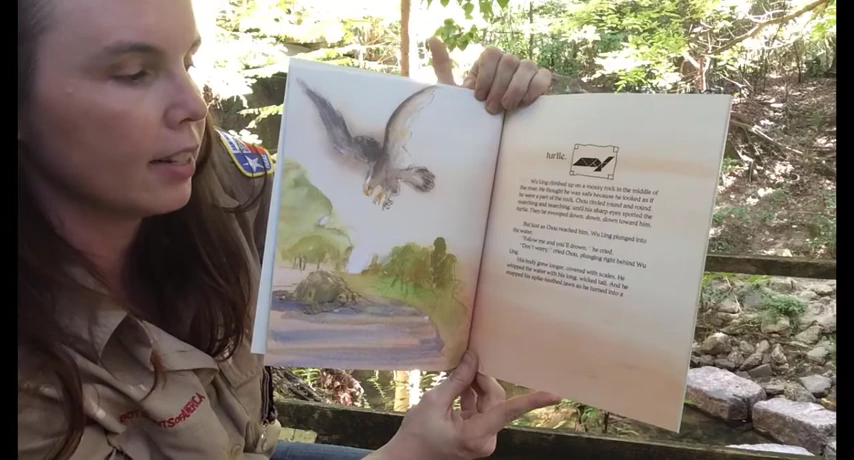 turtle.
Wu Ling climbed up on a mossy rock in the middle of
the river. He thought he was safe because he looked as if
he were a part of the rock. Chou circled round and round,
searching and searching, until his sharp eyes spotted the
turtle. They he swooped down, down, down toward him.
But just as Chou reached him, Wu Ling plunged into
the water.
"Follow me and you'll drown," he cried.
"Don't worry," cried Chou, plunging right behind Wu
Ling.
His body grew longer, covered with scales. He
whipped the water with his long, wicked tail. And he
snapped his spike-toothed jaws as he turned into a
TS OF AMERICA